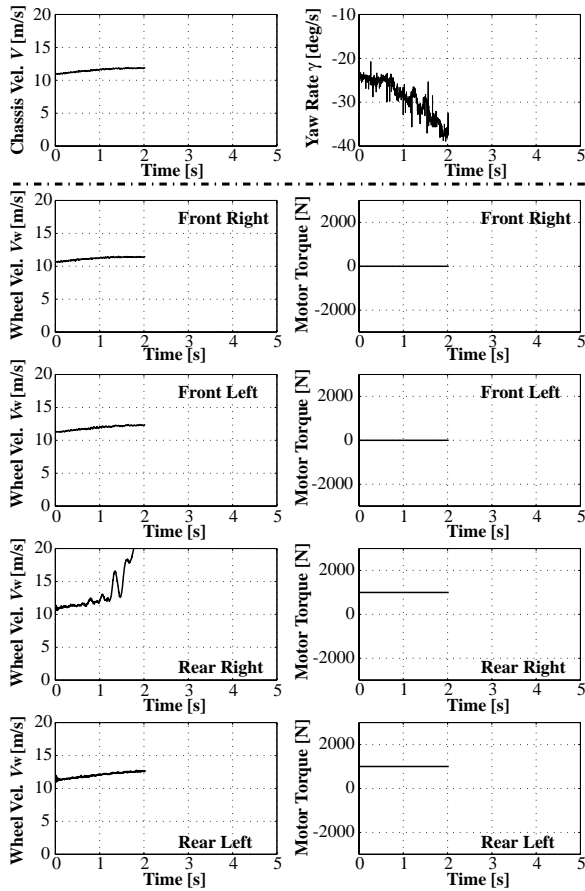 20
15
10
5
0
0 1 2 3 4 5
Time [s]
Chassis Vel. V [m/s]
-10
-20
-30
-40
0 1 2 3 4 5
Time [s]
Yaw Rate γ [deg/s]
20
15
10
5
0
0 1 2 3 4 5
Time [s]
Wheel Vel. Vw [m/s]
Front Right
2000
0
-2000
0 1 2 3 4 5
Time [s]
Motor Torque [N]
Front Right
20
15
10
5
0
0 1 2 3 4 5
Time [s]
Wheel Vel. Vw [m/s]
Front Left
2000
0
-2000
0 1 2 3 4 5
Time [s]
Motor Torque [N]
Front Left
20
15
10
5
0
0 1 2 3 4 5
Time [s]
Wheel Vel. Vw [m/s]
Rear Right
2000
0
-2000
0 1 2 3 4 5
Time [s]
Motor Torque [N]
Rear Right
20
15
10
5
0
0 1 2 3 4 5
Time [s]
Wheel Vel. Vw [m/s]
Rear Left
2000
0
-2000
0 1 2 3 4 5
Time [s]
Motor Torque [N]
Rear Left